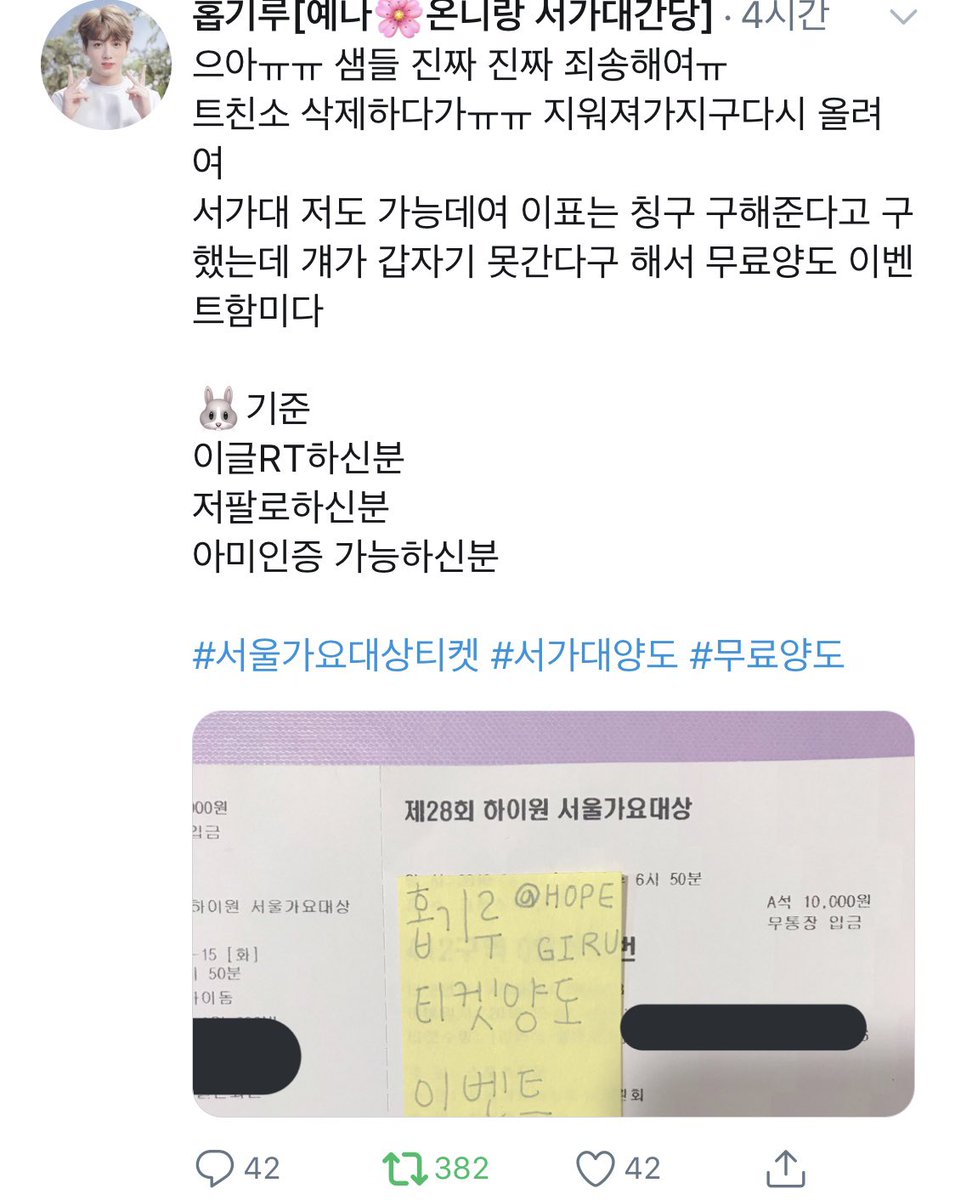 홉기루[예나🌸온니랑 서가대간당] · 4시간
으아ㅠㅠ 샘들 진짜 진짜 죄송해여ㅠ
트친소 삭제하다가ㅠㅠ 지워져가지구다시 올려
여
서가대 저도 가능데여 이표는 칭구 구해준다고 구
했는데 걔가 갑자기 못간다구 해서 무료양도 이벤
트함미다
🐰기준
이글RT하신분
저팔로하신분
아미인증 가능하신분
#서울가요대상티켓 #서가대양도 #무료양도
000원
입금
하이원 서울가요대상
-15 [화]
50분
제28회 하이원 서울가요대상
6시 50분
A석 10,000원
무통장 입금
홉기루 @HOPE
GIRU
티켓양도
이벤트
42
382
42